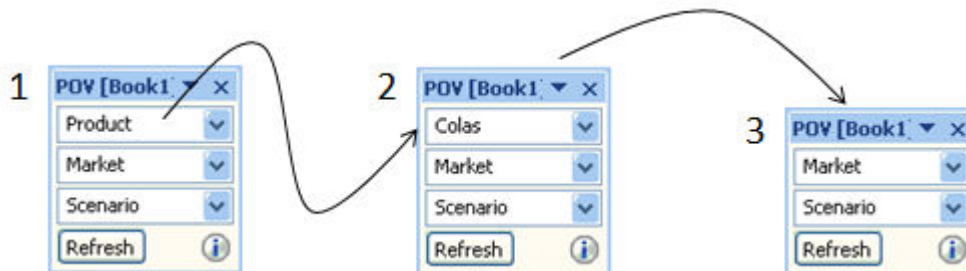 1
POV [Book1]
Product
Market
Scenario
Refresh
2
POV [Book1]
Colas
Market
Scenario
Refresh
3
POV [Book1]
Market
Scenario
Refresh